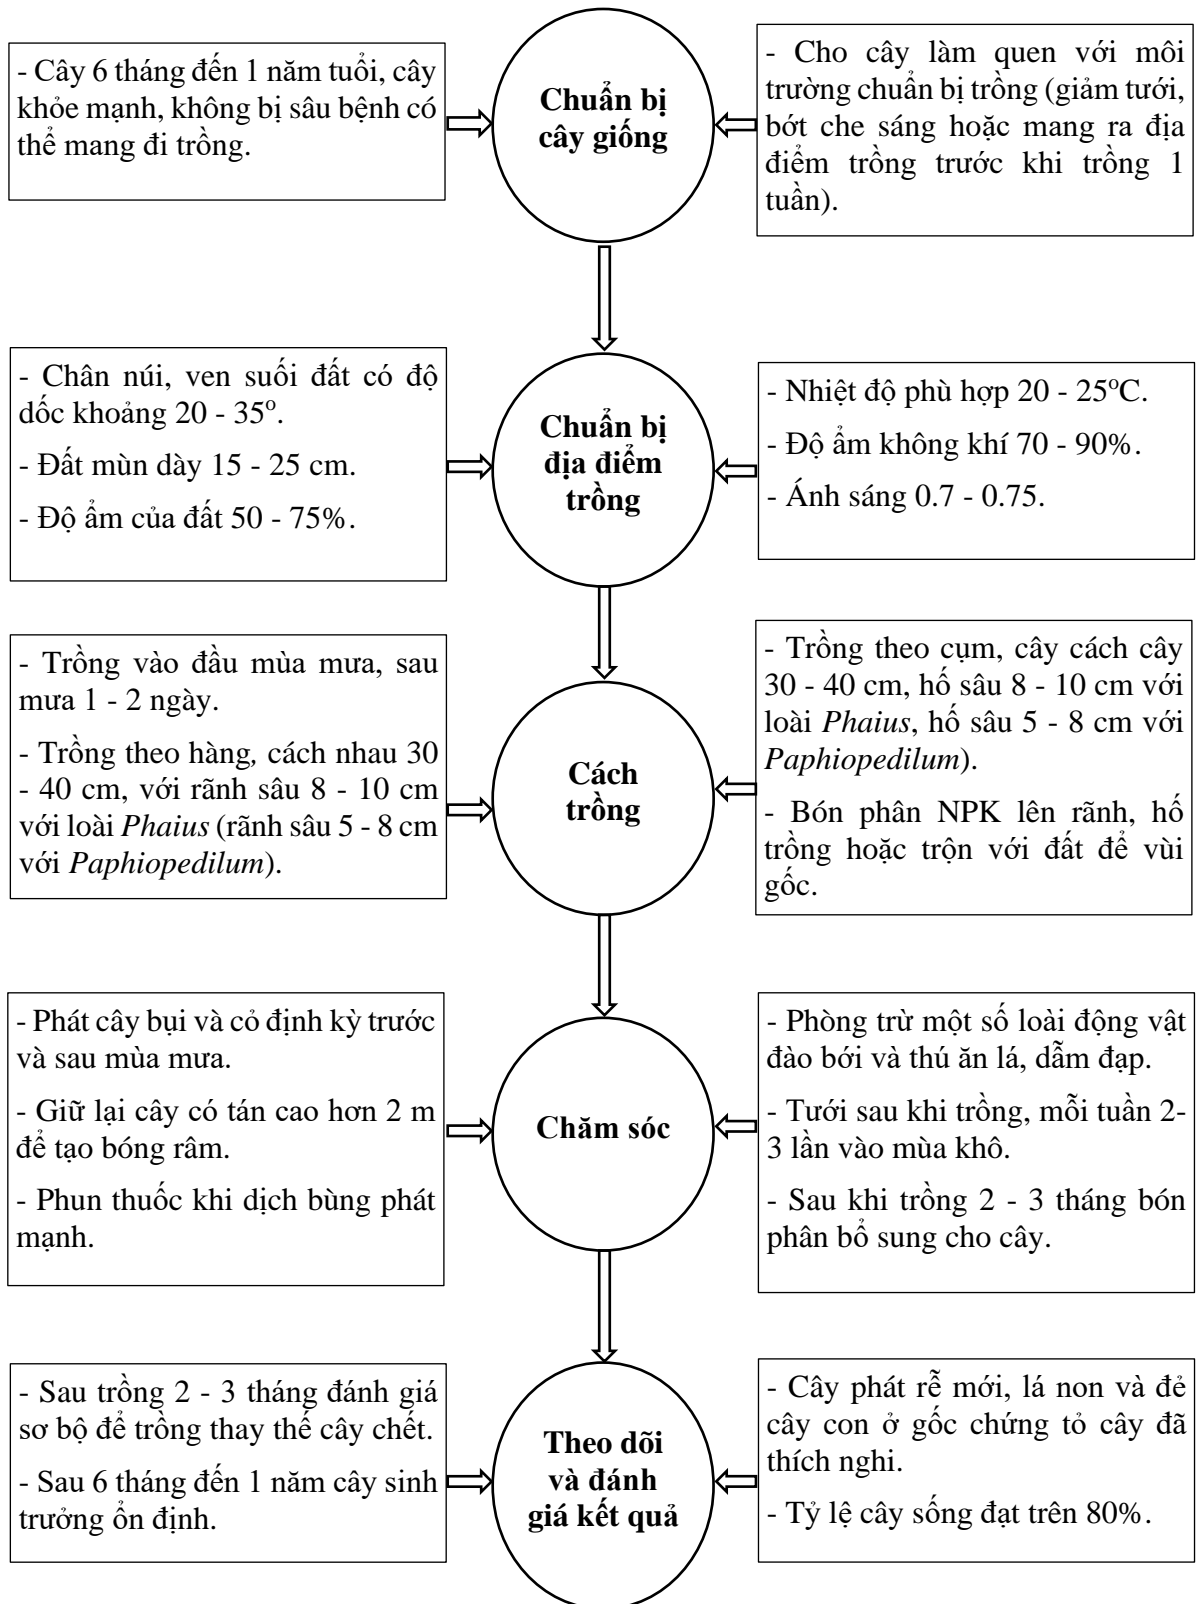 - Cây 6 tháng đến 1 năm tuổi, cây
khỏe mạnh, không bị sâu bệnh có
thể mang đi trồng.
Chuẩn bị
cây giống
- Cho cây làm quen với môi
trường chuẩn bị trồng (giảm tưới,
bớt che sáng hoặc mang ra địa
điểm trồng trước khi trồng 1
tuần).
- Chân núi, ven suối đất có độ
dốc khoảng 20 - 35º.
- Đất mùn dày 15 - 25 cm.
- Độ ẩm của đất 50 - 75%.
Chuẩn bị
địa điểm
trồng
- Nhiệt độ phù hợp 20 - 25ºC.
- Độ ẩm không khí 70 - 90%.
- Ánh sáng 0.7 - 0.75.
- Trồng vào đầu mùa mưa, sau
mưa 1 - 2 ngày.
- Trồng theo hàng, cách nhau 30
- 40 cm, với rãnh sâu 8 - 10 cm
với loài Phaius (rãnh sâu 5 - 8 cm
với Paphiopedilum).
Cách
trồng
- Trồng theo cụm, cây cách cây
30 - 40 cm, hố sâu 8 - 10 cm với
loài Phaius, hố sâu 5 - 8 cm với
Paphiopedilum).
- Bón phân NPK lên rãnh, hố
trồng hoặc trộn với đất để vùi
gốc.
- Phát cây bụi và cỏ định kỳ trước
và sau mùa mưa.
- Giữ lại cây có tán cao hơn 2 m
để tạo bóng râm.
- Phun thuốc khi dịch bùng phát
mạnh.
Chăm sóc
- Phòng trừ một số loài động vật
đào bới và thú ăn lá, dẫm đạp.
- Tưới sau khi trồng, mỗi tuần 2-
3 lần vào mùa khô.
- Sau khi trồng 2 - 3 tháng bón
phân bổ sung cho cây.
- Sau trồng 2 - 3 tháng đánh giá
sơ bộ để trồng thay thế cây chết.
- Sau 6 tháng đến 1 năm cây sinh
trưởng ổn định.
Theo dõi
và đánh
giá kết quả
- Cây phát rễ mới, lá non và đẻ
cây con ở gốc chứng tỏ cây đã
thích nghi.
- Tỷ lệ cây sống đạt trên 80%.